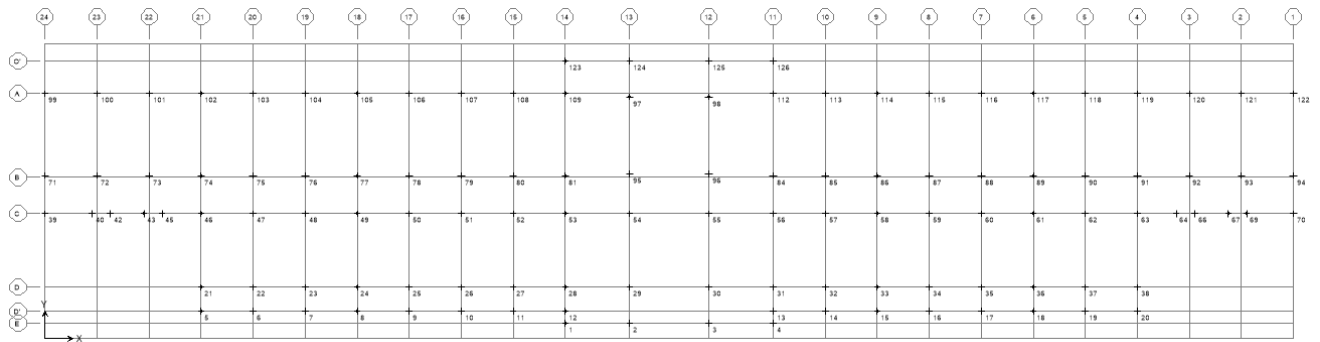 24 23 22 21 20 19 18 17 16 15 14 13 12 11 10 9 8 7 6 5 4 3 2 1
D' 123 124 125 126
A
99 100 101 102 103 104 105 106 107 108 109 97 98 112 113 114 115 116 117 118 119 120 121 122
B
71 72 73 74 75 76 77 78 79 80 81 95 96 84 85 86 87 88 89 90 91 92 93 94
C
39 40 42 43 45 46 47 48 49 50 51 52 53 54 55 56 57 58 59 60 61 62 63 64 66 67 69 70
D
21 22 23 24 25 26 27 28 29 30 31 32 33 34 35 36 37 38
Y
D'
5 6 7 8 9 10 11 12 13 14 15 16 17 18 19 20
E
1 2 3 4
X